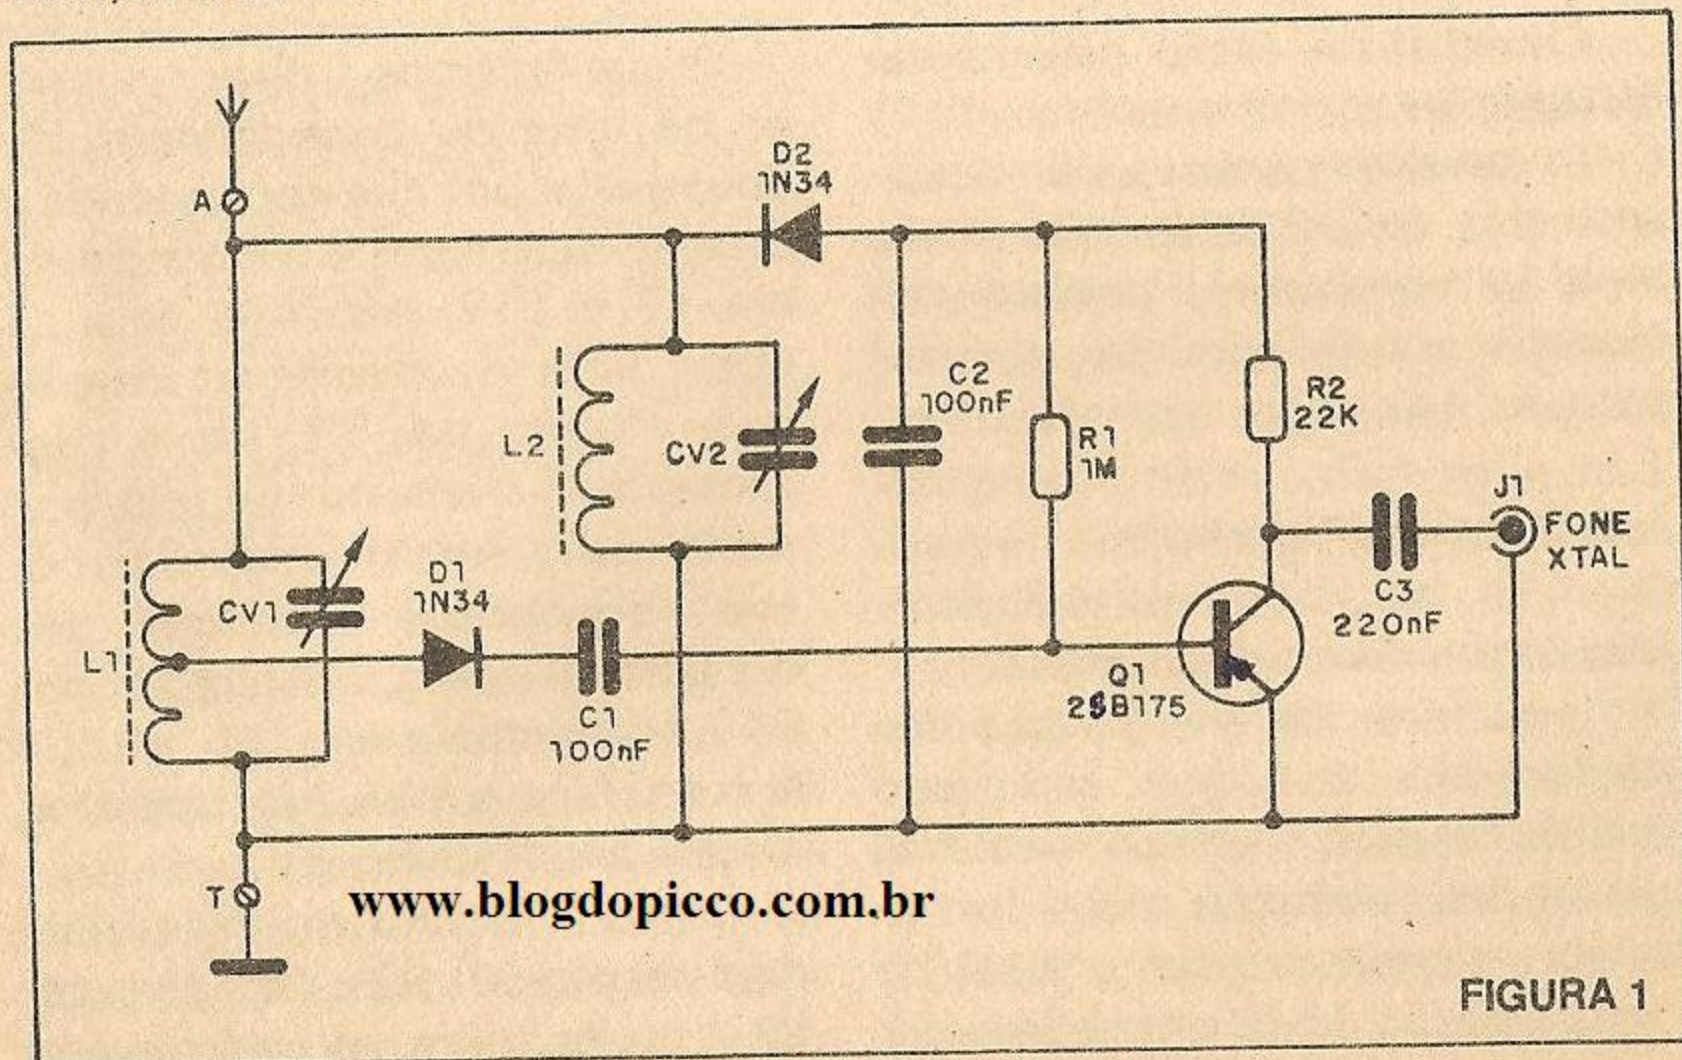 D2
1N34
A
C2
100nF
R2
22K
L2
CV2
R1
1M
J1
FONE
XTAL
D1
1N34
CV1
C3
220nF
L1
Q1
2SB175
C1
100nF
T
www.blogdopicco.com.br
FIGURA 1